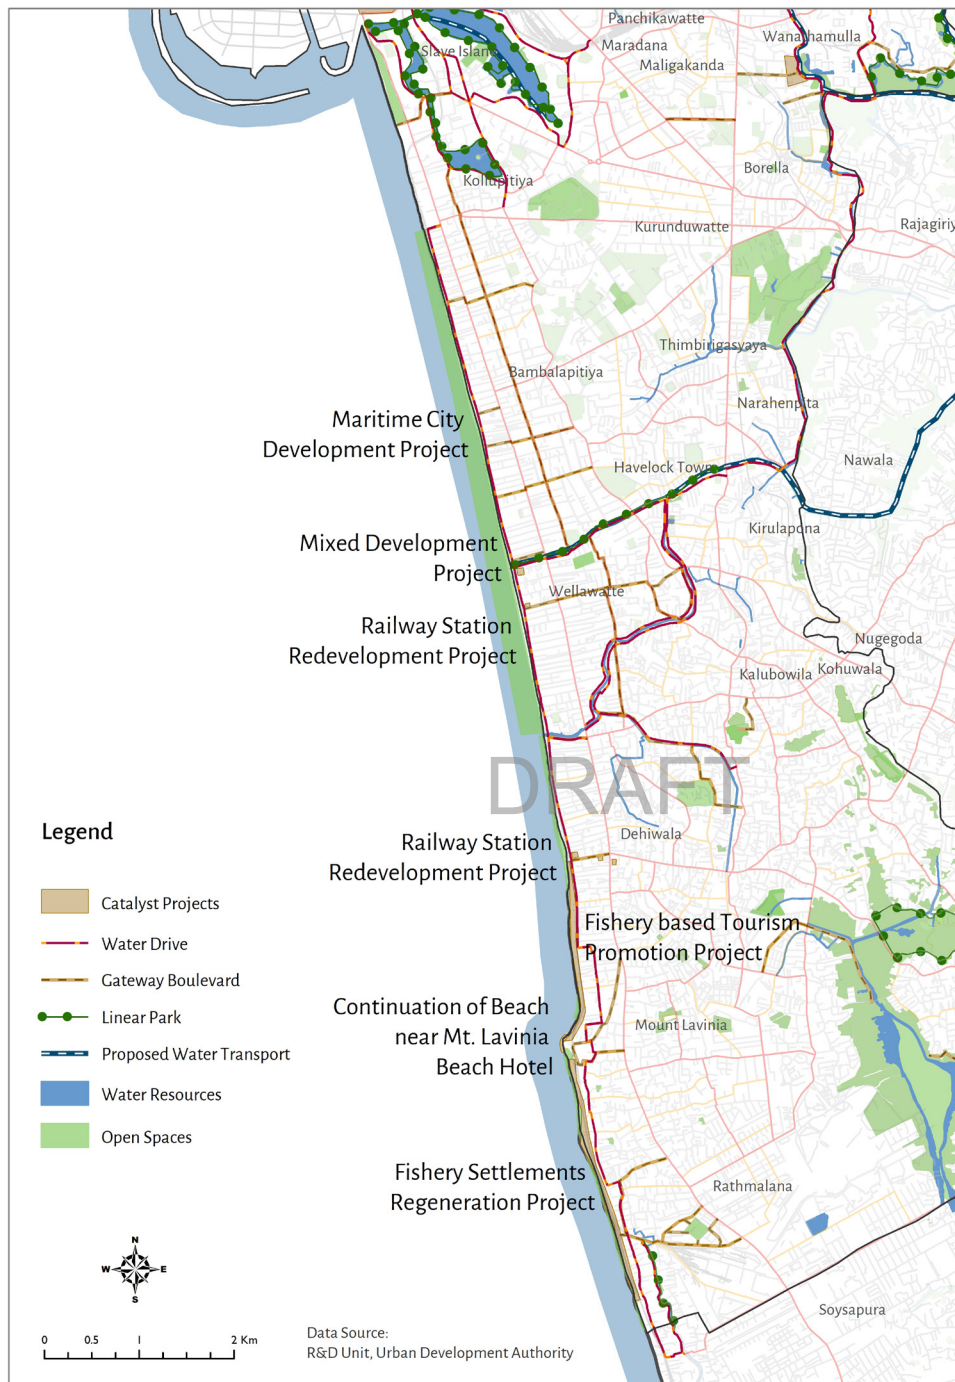 Panchikawatte
Wanathamulla
Slave Island
Maradana
Maligakanda
Borella
Kollupitiya
Kurunduwatte
Rajagiriy
Thimbirigasyaya
Bambalapitiya
Narahenpita
Maritime City
Development Project
Havelock Town
Nawala
Kirulapona
Mixed Development
Project
Wellawatte
Railway Station
Redevelopment Project
Nugegoda
Kalubowila
Kohuwala
DRAFT
Legend
Dehiwala
Railway Station
Redevelopment Project
Catalyst Projects
Water Drive
Gateway Boulevard
Linear Park
Proposed Water Transport
Water Resources
Open Spaces
Fishery based Tourism
Promotion Project
Continuation of Beach
near Mt. Lavinia
Beach Hotel
Mount Lavinia
Fishery Settlements
Regeneration Project
Rathmalana
N
W
E
S
Soysapura
0 0.5 1 2 Km
Data Source:
R&D Unit, Urban Development Authority